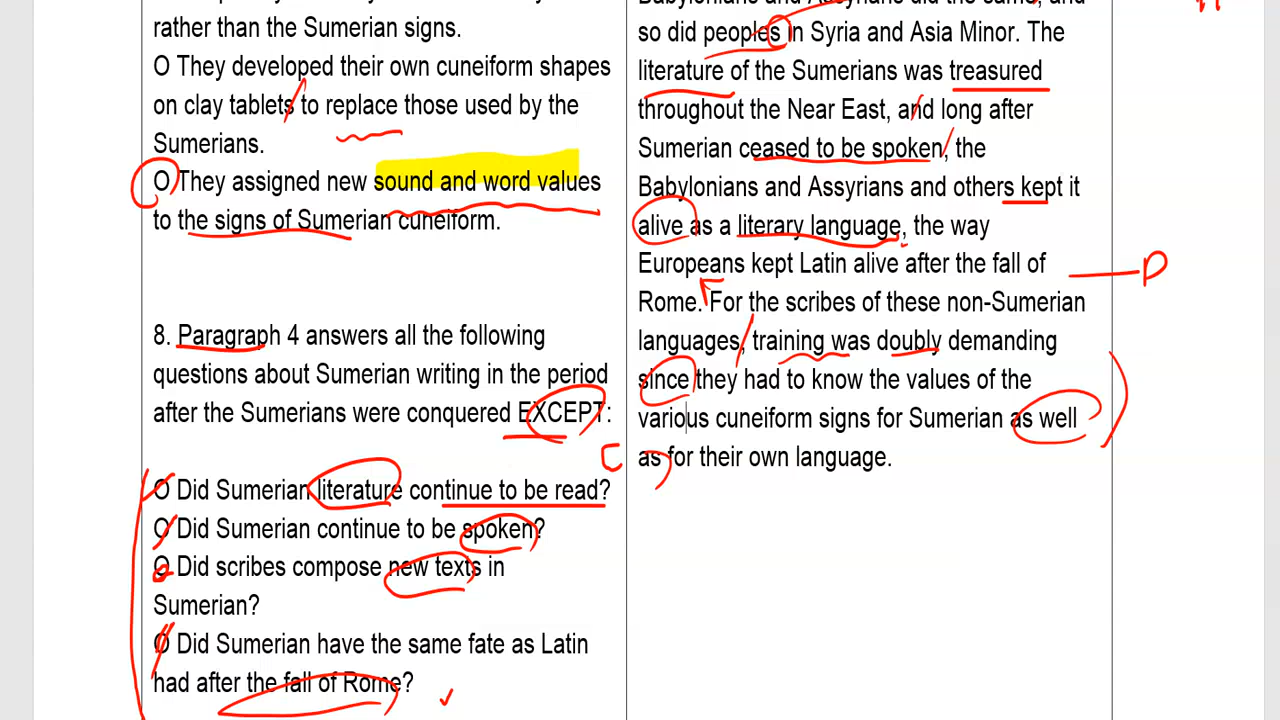 rather than the Sumerian signs.
O They developed their own cuneiform shapes
on clay tablets to replace those used by the
Sumerians.
O They assigned new sound and word values
to the signs of Sumerian cuneiform.
8. Paragraph 4 answers all the following
questions about Sumerian writing in the period
after the Sumerians were conquered EXCEPT:
O Did Sumerian literature continue to be read?
O Did Sumerian continue to be spoken?
O Did scribes compose new texts in
Sumerian?
O Did Sumerian have the same fate as Latin
had after the fall of Rome?
Babylonians and Assyrians did the same, and
so did peoples in Syria and Asia Minor. The
literature of the Sumerians was treasured
throughout the Near East, and long after
Sumerian ceased to be spoken, the
Babylonians and Assyrians and others kept it
alive as a literary language, the way
Europeans kept Latin alive after the fall of
Rome. For the scribes of these non-Sumerian
languages, training was doubly demanding
since they had to know the values of the
various cuneiform signs for Sumerian as well
as for their own language.